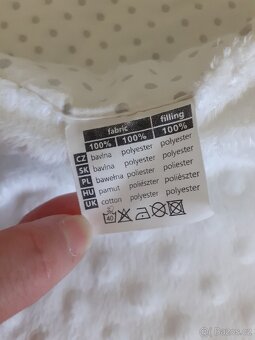 fabric filling
100% 100% 100%
CZ bavlna polyester polyester
SK bavlna polyester polyester
PL bawełna poliester poliester
HU pamut poliészter poliészter
UK cotton polyester polyester
40
bazos.cz